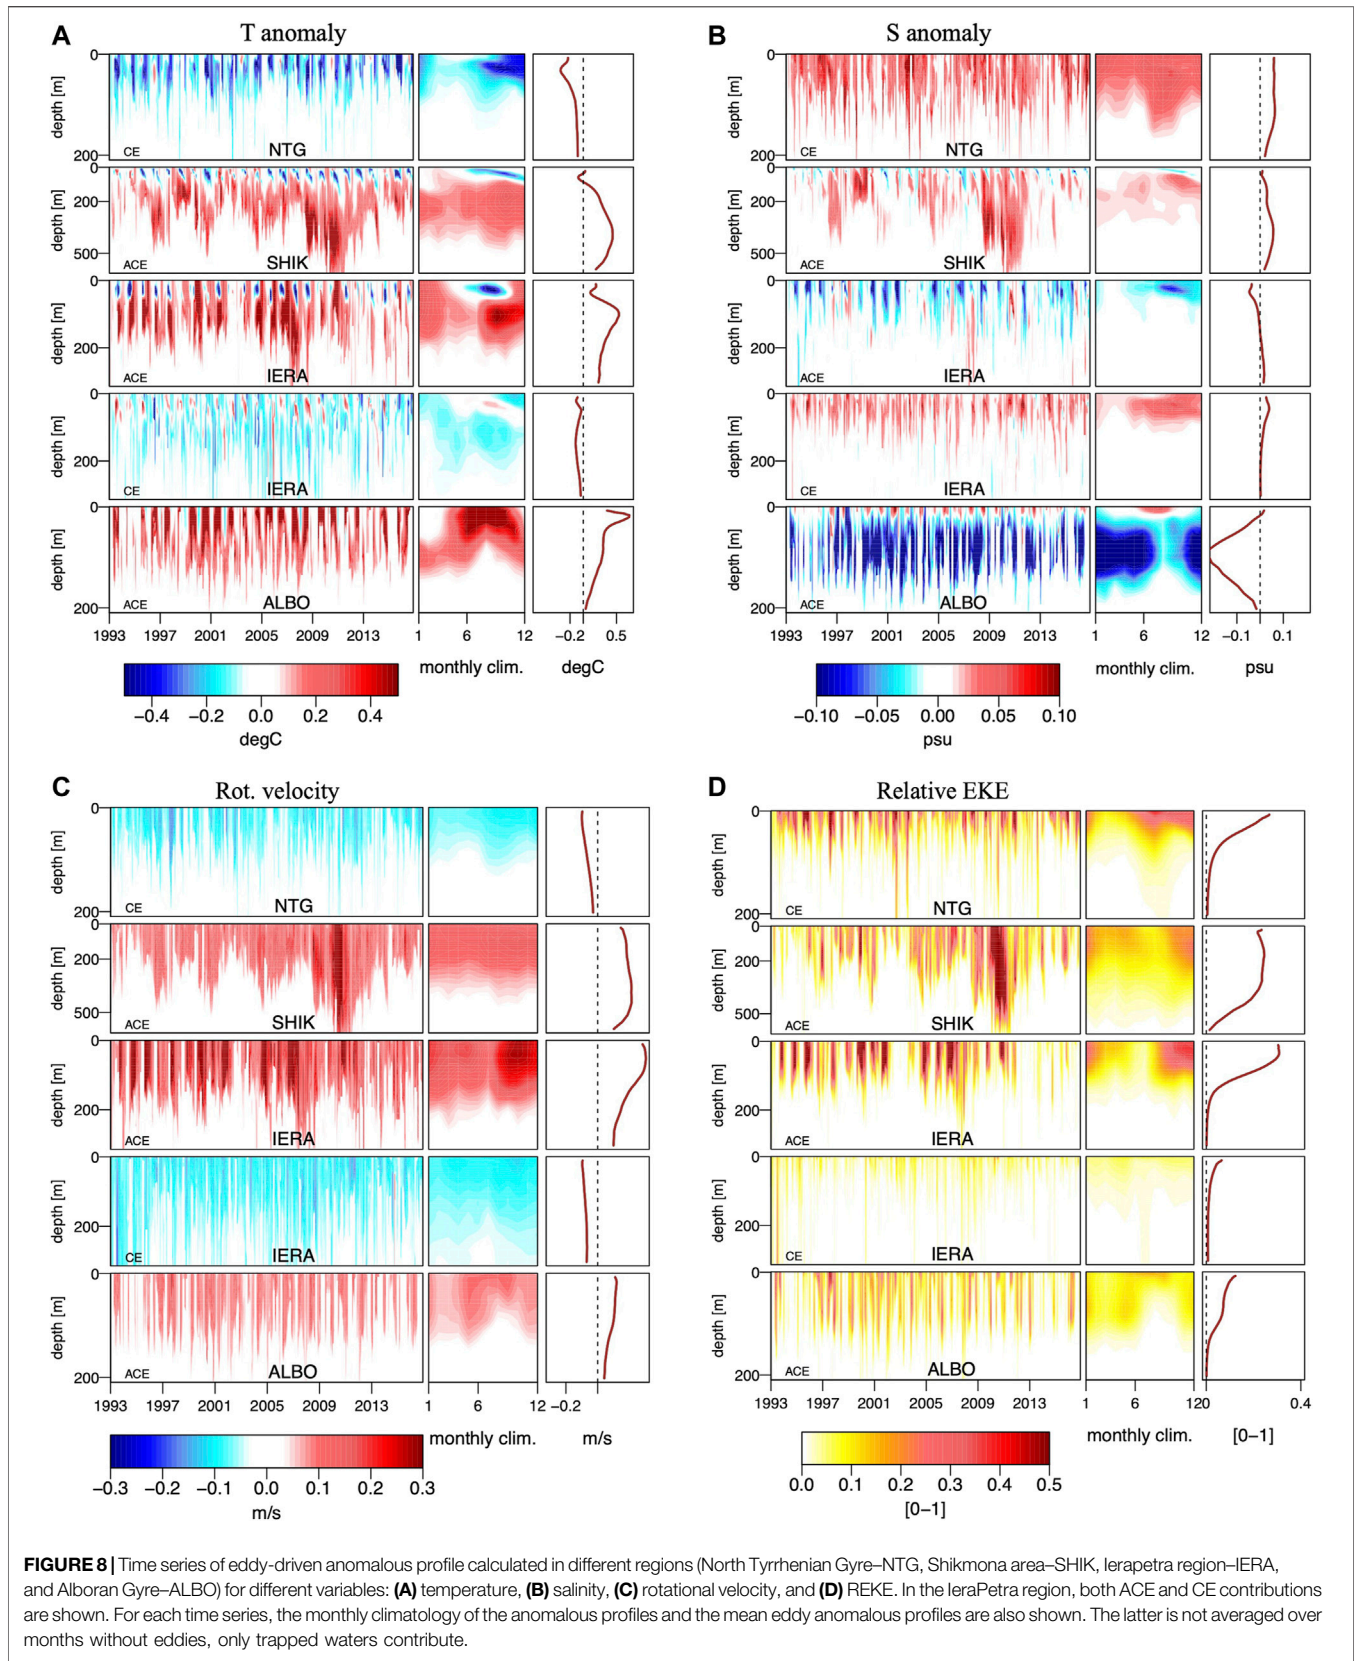 A
T anomaly
B
S anomaly
0
200
depth [m]
CE
NTG
0
200
depth [m]
CE
NTG
0
200
500
depth [m]
ACE
SHIK
0
200
500
depth [m]
ACE
SHIK
0
200
depth [m]
ACE
IERA
0
200
depth [m]
ACE
IERA
0
200
depth [m]
CE
IERA
0
200
depth [m]
CE
IERA
0
200
depth [m]
ACE
ALBO
0
200
depth [m]
ACE
ALBO
1993 1997 2001 2005 2009 2013 1 6 12 −0.2 0.5
1993 1997 2001 2005 2009 2013 1 6 12 −0.1 0.1
monthly clim. degC
monthly clim. psu
−0.4 −0.2 0.0 0.2 0.4
degC
−0.10 −0.05 0.00 0.05 0.10
psu
C
Rot. velocity
D
Relative EKE
0
200
depth [m]
CE
NTG
0
200
depth [m]
CE
NTG
0
200
500
depth [m]
ACE
SHIK
0
200
500
depth [m]
ACE
SHIK
0
200
depth [m]
ACE
IERA
0
200
depth [m]
ACE
IERA
0
200
depth [m]
CE
IERA
0
200
depth [m]
CE
IERA
0
200
depth [m]
ACE
ALBO
0
200
depth [m]
ACE
ALBO
1993 1997 2001 2005 2009 2013 1 6 12 −0.2
1993 1997 2001 2005 2009 2013 1 6 120 0.4
monthly clim. m/s
monthly clim. [0−1]
−0.3 −0.2 −0.1 0.0 0.1 0.2 0.3
m/s
0.0 0.1 0.2 0.3 0.4 0.5
[0−1]
FIGURE 8 | Time series of eddy-driven anomalous profile calculated in different regions (North Tyrrhenian Gyre–NTG, Shikmona area–SHIK, Ierapetra region–IERA,
and Alboran Gyre–ALBO) for different variables: (A) temperature, (B) salinity, (C) rotational velocity, and (D) REKE. In the IeraPetra region, both ACE and CE contributions
are shown. For each time series, the monthly climatology of the anomalous profiles and the mean eddy anomalous profiles are also shown. The latter is not averaged over
months without eddies, only trapped waters contribute.